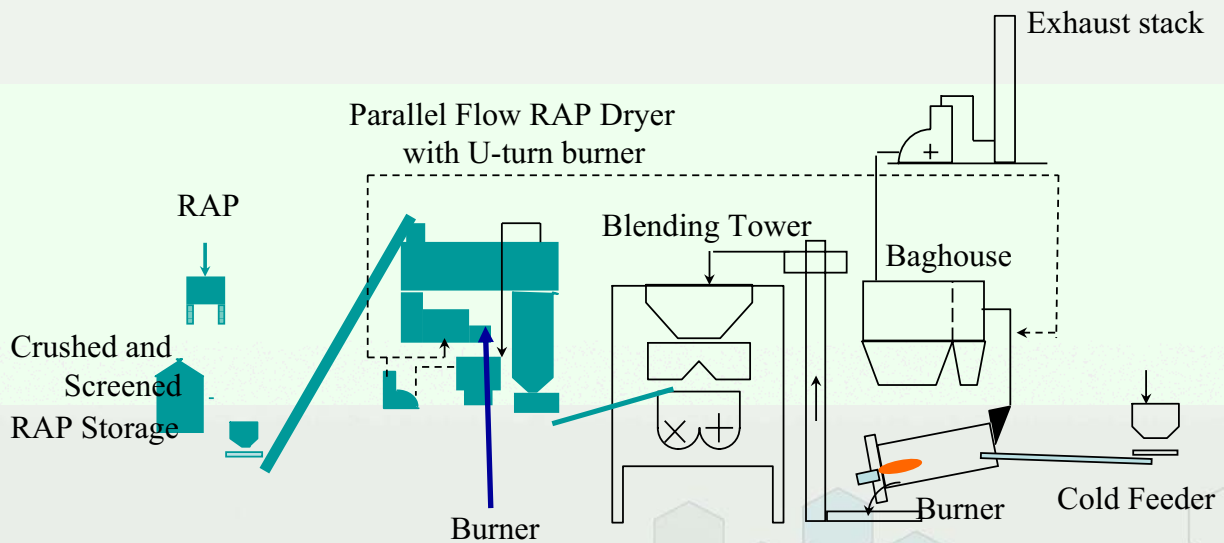 Exhaust stack
Parallel Flow RAP Dryer
with U-turn burner
RAP
Blending Tower
Baghouse
Crushed and
Screened
RAP Storage
Cold Feeder
Burner
Burner